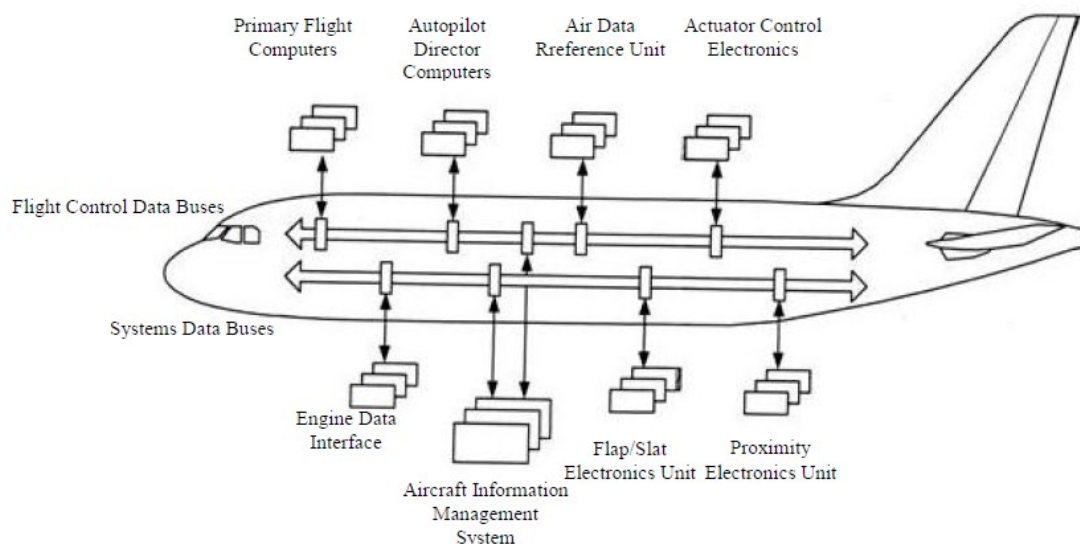 Primary Flight
Computers
Autopilot
Director
Computers
Air Data
Rreference Unit
Actuator Control
Electronics
Flight Control Data Buses
Systems Data Buses
Engine Data
Interface
Aircraft Information
Management
System
Flap/Slat
Electronics Unit
Proximity
Electronics Unit